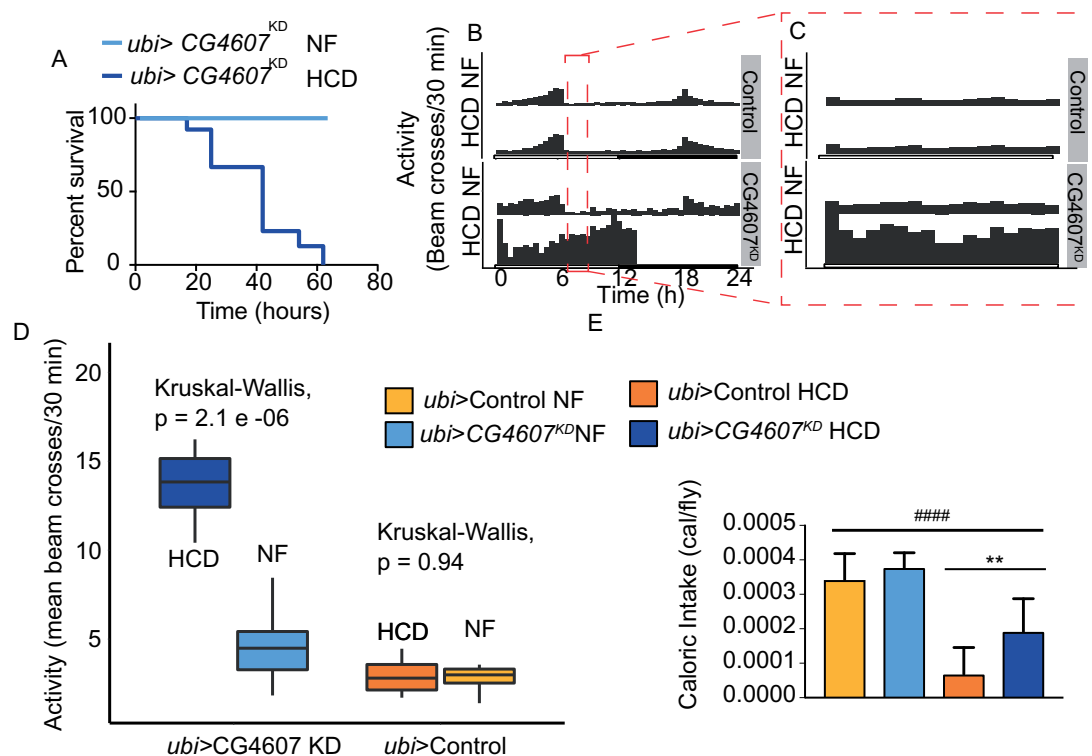 A
ubi> CG4607 KD NF
ubi> CG4607 KD HCD
Percent survival
100
50
0
0 20 40 60 80
Time (hours)
B
Activity
(Beam crosses/30 min)
HCD NF
HCD NF
Control
CG4607KD
0 6 12 18 24
Time (h)
C
HCD NF
HCD NF
Control
CG4607KD
D
Activity (mean beam crosses/30 min)
20
15
10
5
Kruskal-Wallis,
p = 2.1 e -06
HCD
NF
Kruskal-Wallis,
p = 0.94
HCD
NF
ubi>CG4607 KD
ubi>Control
E
ubi>Control NF
ubi>Control HCD
ubi>CG4607KDNF
ubi>CG4607KD HCD
Caloric Intake (cal/fly)
0.0005
0.0004
0.0003
0.0002
0.0001
0.0000
####
**